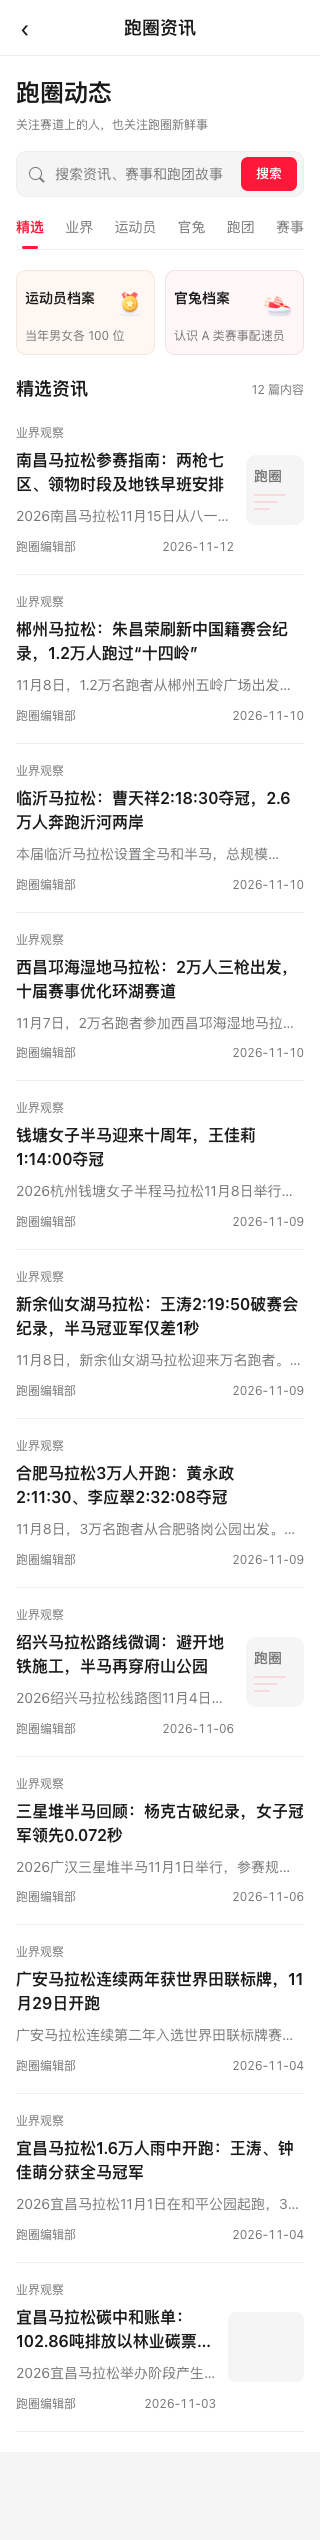 跑圈资讯
跑圈动态
关注赛道上的人，也关注跑圈新鲜事
搜索资讯、赛事和跑团故事
搜索
精选 业界 运动员 官兔 跑团 赛事
运动员档案
当年男女各 100 位
官兔档案
认识 A 类赛事配速员
精选资讯
12 篇内容
业界观察
南昌马拉松参赛指南：两枪七
区、领物时段及地铁早班安排
跑圈
2026南昌马拉松11月15日从八一...
跑圈编辑部 2026-11-12
业界观察
郴州马拉松：朱昌荣刷新中国籍赛会纪
录，1.2万人跑过“十四岭”
11月8日，1.2万名跑者从郴州五岭广场出发...
跑圈编辑部 2026-11-10
业界观察
临沂马拉松：曹天祥2:18:30夺冠，2.6
万人奔跑沂河两岸
本届临沂马拉松设置全马和半马，总规模...
跑圈编辑部 2026-11-10
业界观察
西昌邛海湿地马拉松：2万人三枪出发，
十届赛事优化环湖赛道
11月7日，2万名跑者参加西昌邛海湿地马拉...
跑圈编辑部 2026-11-10
业界观察
钱塘女子半马迎来十周年，王佳莉
1:14:00夺冠
2026杭州钱塘女子半程马拉松11月8日举行...
跑圈编辑部 2026-11-09
业界观察
新余仙女湖马拉松：王涛2:19:50破赛会
纪录，半马冠亚军仅差1秒
11月8日，新余仙女湖马拉松迎来万名跑者。...
跑圈编辑部 2026-11-09
业界观察
合肥马拉松3万人开跑：黄永政
2:11:30、李应翠2:32:08夺冠
11月8日，3万名跑者从合肥骆岗公园出发。...
跑圈编辑部 2026-11-09
业界观察
绍兴马拉松路线微调：避开地
铁施工，半马再穿府山公园
跑圈
2026绍兴马拉松线路图11月4日...
跑圈编辑部 2026-11-06
业界观察
三星堆半马回顾：杨克古破纪录，女子冠
军领先0.072秒
2026广汉三星堆半马11月1日举行，参赛规...
跑圈编辑部 2026-11-06
业界观察
广安马拉松连续两年获世界田联标牌，11
月29日开跑
广安马拉松连续第二年入选世界田联标牌赛...
跑圈编辑部 2026-11-04
业界观察
宜昌马拉松1.6万人雨中开跑：王涛、钟
佳萌分获全马冠军
2026宜昌马拉松11月1日在和平公园起跑，3...
跑圈编辑部 2026-11-04
业界观察
宜昌马拉松碳中和账单：
102.86吨排放以林业碳票...
2026宜昌马拉松举办阶段产生...
跑圈编辑部 2026-11-03